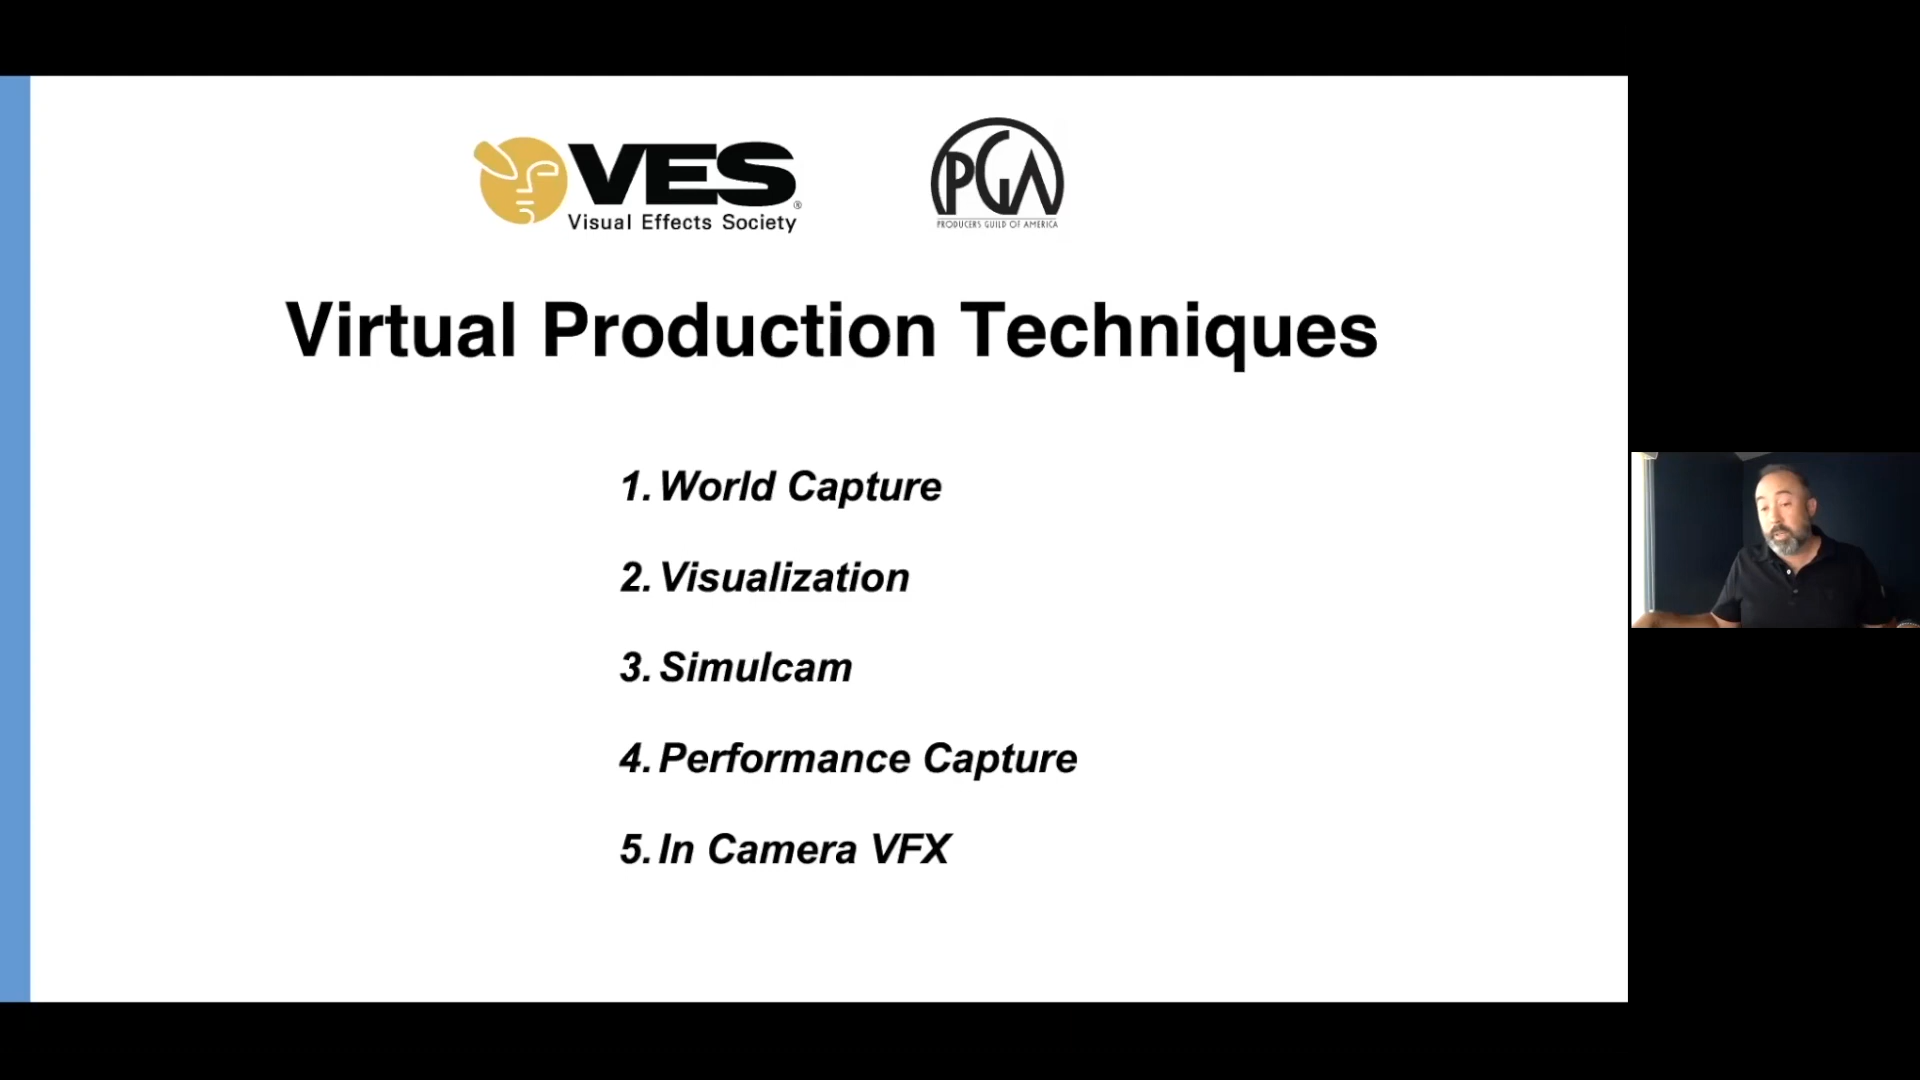 VES®
Visual Effects Society
PGA
PRODUCERS GUILD OF AMERICA
Virtual Production Techniques
1. World Capture
2. Visualization
3. Simulcam
4. Performance Capture
5. In Camera VFX